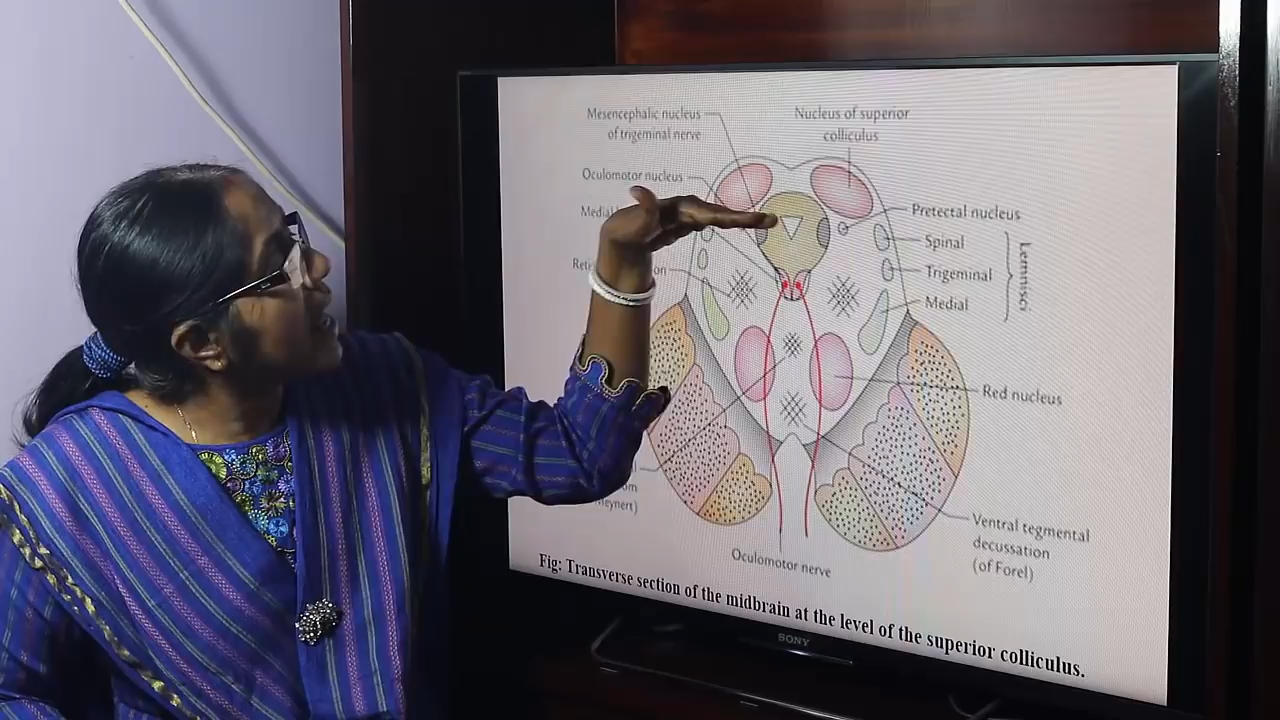 Mesencephalic nucleus
of trigeminal nerve
Nucleus of superior
colliculus
Oculomotor nucleus
Pretectal nucleus
Spinal
Trigeminal
Medial
Lemnisci
Red nucleus
Meynert)
Ventral tegmental
decussation
(of Forel)
Oculomotor nerve
Fig: Transverse section of the midbrain at the level of the superior colliculus.
SONY